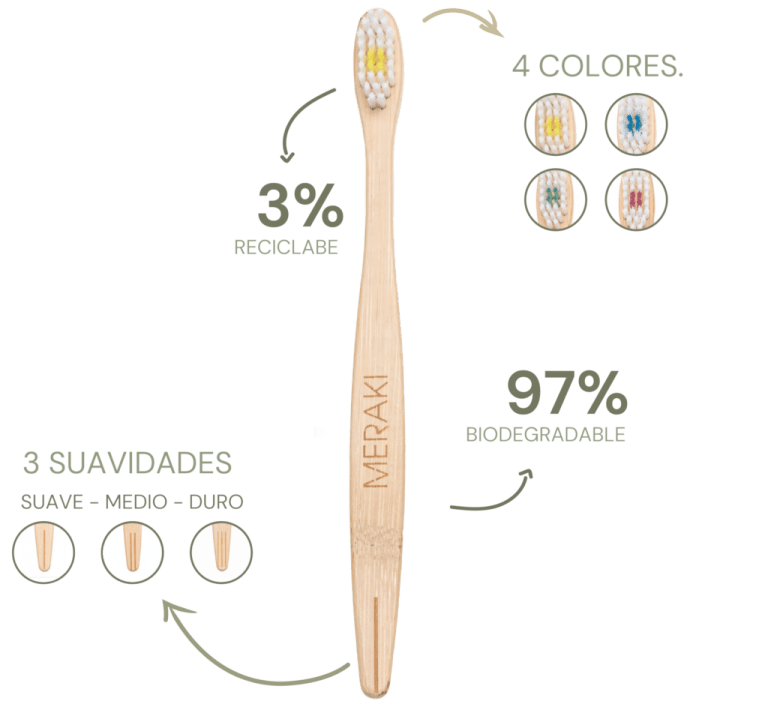 4 COLORES.
3%
RECICLABE
97%
BIODEGRADABLE
MERAKI
3 SUAVIDADES
SUAVE - MEDIO - DURO